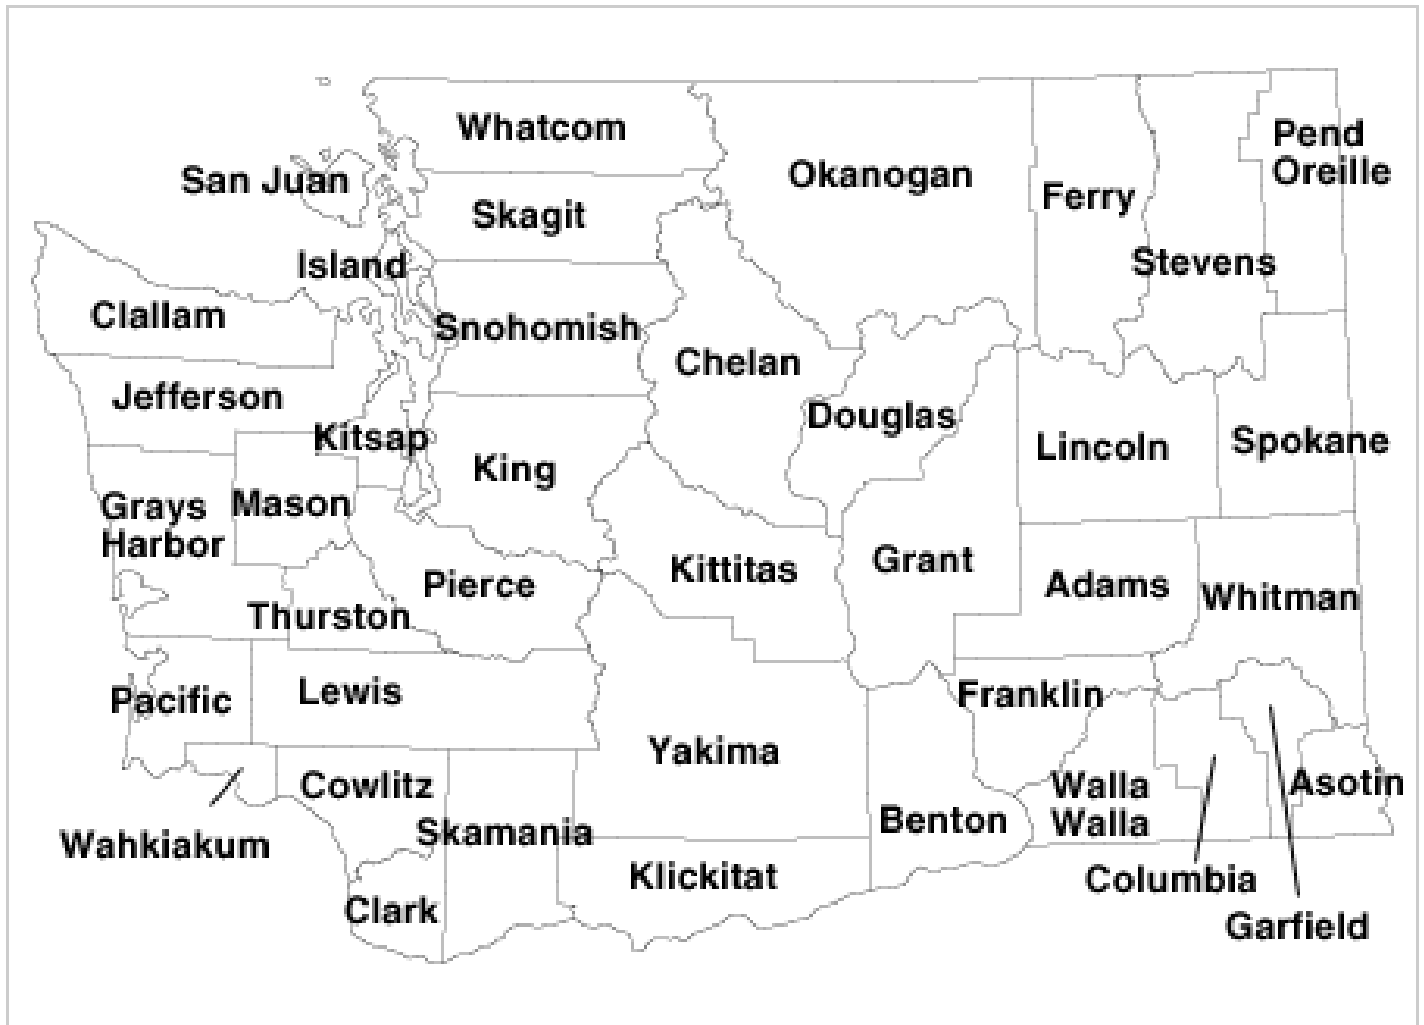 Whatcom
Pend
Oreille
San Juan
Okanogan
Ferry
Skagit
Island
Stevens
Clallam
Snohomish
Chelan
Jefferson
Douglas
Kitsap
King
Lincoln
Spokane
Grays
Harbor
Mason
Kittitas
Grant
Pierce
Adams
Whitman
Thurston
Pacific
Lewis
Franklin
Yakima
Cowlitz
Walla
Walla
Asotin
Benton
Skamania
Wahkiakum
Klickitat
Columbia
Clark
Garfield